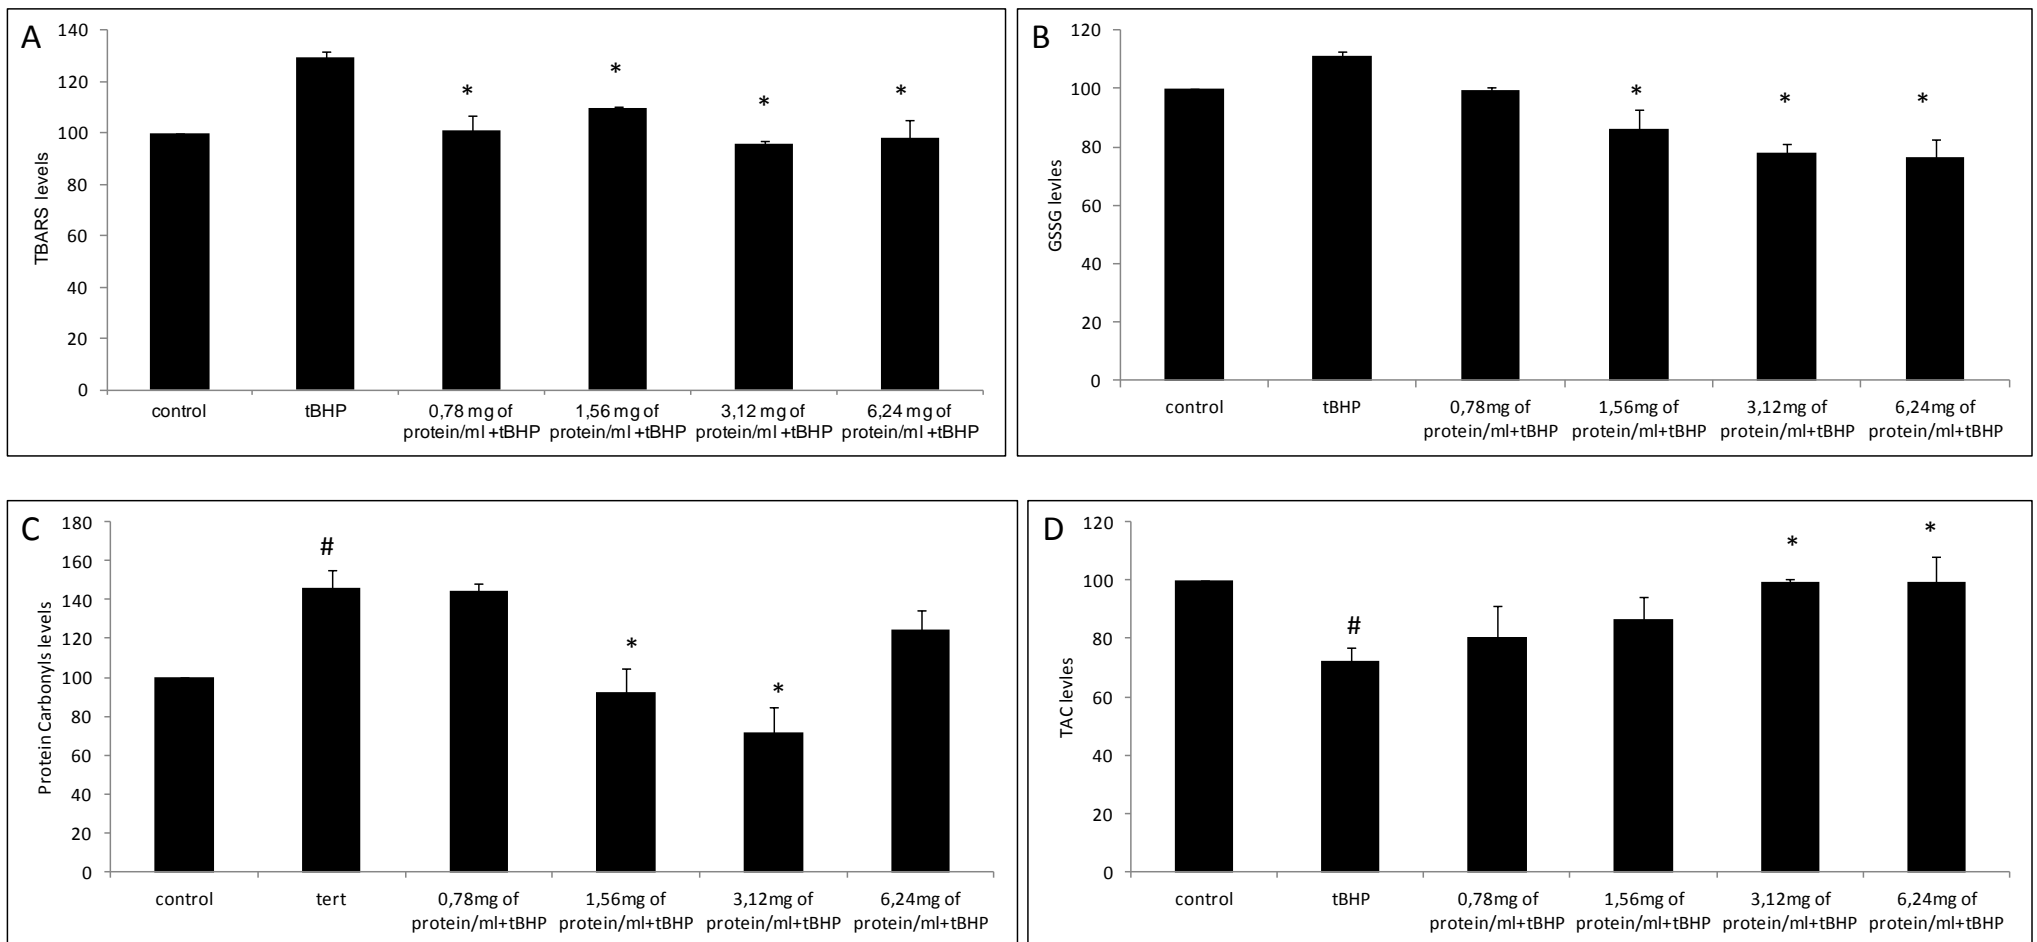 A
140
120
100
80
60
40
20
0
TBARS levels
*
*
*
*
control
tBHP
0,78 mg of
protein/ml +tBHP
1,56 mg of
protein/ml +tBHP
3,12 mg of
protein/ml +tBHP
6,24 mg of
protein/ml +tBHP
B
120
100
80
60
40
20
0
GSSG levles
*
*
*
control
tBHP
0,78mg of
protein/ml+tBHP
1,56mg of
protein/ml+tBHP
3,12mg of
protein/ml+tBHP
6,24mg of
protein/ml+tBHP
C
180
160
140
120
100
80
60
40
20
0
Protein Carbonyls levels
#
*
*
control
tert
0,78mg of
protein/ml+tBHP
1,56mg of
protein/ml+tBHP
3,12mg of
protein/ml+tBHP
6,24mg of
protein/ml+tBHP
D
120
100
80
60
40
20
0
TAC levles
#
*
*
control
tBHP
0,78mg of
protein/ml+tBHP
1,56mg of
protein/ml+tBHP
3,12mg of
protein/ml+tBHP
6,24mg of
protein/ml+tBHP